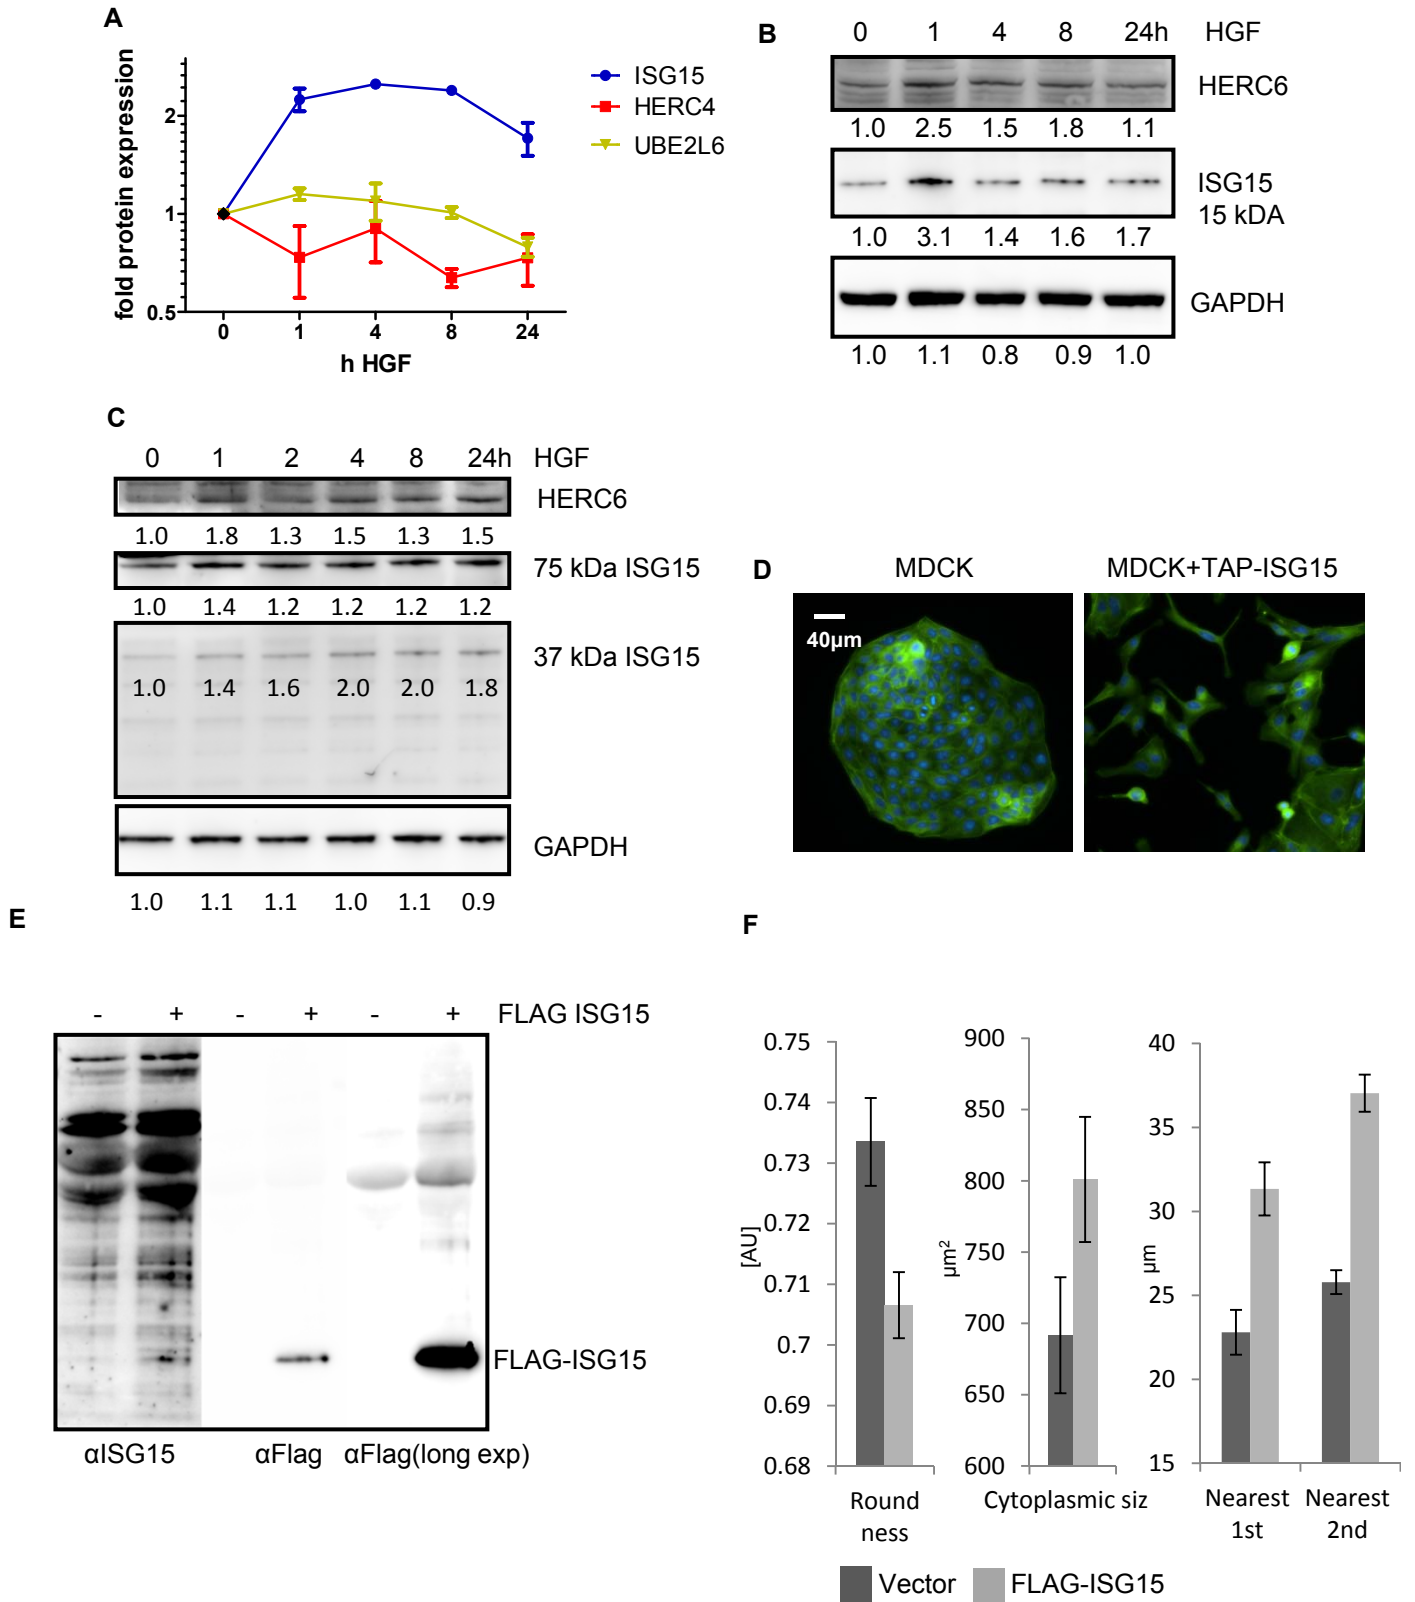 A
fold protein expression
2
1
0.5
0 1 4 8 24
h HGF
ISG15
HERC4
UBE2L6
B
0 1 4 8 24h HGF
HERC6
1.0 2.5 1.5 1.8 1.1
ISG15
15 kDA
1.0 3.1 1.4 1.6 1.7
GAPDH
1.0 1.1 0.8 0.9 1.0
C
0 1 2 4 8 24h HGF
HERC6
1.0 1.8 1.3 1.5 1.3 1.5
75 kDa ISG15
1.0 1.4 1.2 1.2 1.2 1.2
37 kDa ISG15
1.0 1.4 1.6 2.0 2.0 1.8
GAPDH
1.0 1.1 1.1 1.0 1.1 0.9
D
MDCK MDCK+TAP-ISG15
40µm
E
- + - + - + FLAG ISG15
FLAG-ISG15
αISG15 αFlag αFlag(long exp)
F
0.75
0.74
0.73
0.72
0.71
0.7
0.69
0.68
[AU]
Round
ness
900
850
800
750
700
650
600
µm²
Cytoplasmic siz
40
35
30
25
20
15
µm
Nearest Nearest
1st 2nd
Vector FLAG-ISG15